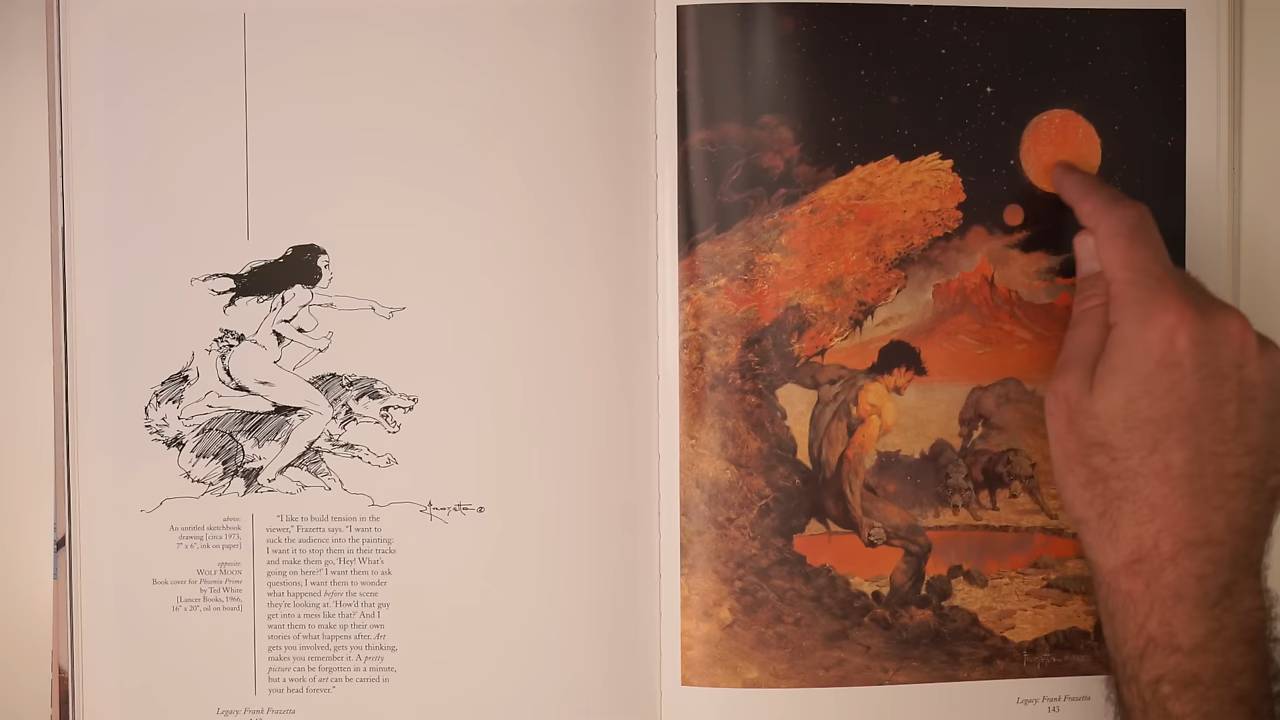 Frazetta
above:
An untitled sketchbook
drawing [circa 1973,
7" x 6", ink on paper]
opposite:
WOLF MOON
Book cover for Phoenix Prime
by Ted White
[Lancer Books, 1966,
16" x 20", oil on board]
"I like to build tension in the
viewer," Frazetta says. "I want to
suck the audience into the painting:
I want it to stop them in their tracks
and make them go, 'Hey! What's
going on here?!' I want them to ask
questions; I want them to wonder
what happened before the scene
they're looking at. 'How'd that guy
get into a mess like that?' And I
want them to make up their own
stories of what happens after. Art
gets you involved, gets you thinking,
makes you remember it. A pretty
picture can be forgotten in a minute,
but a work of art can be carried in
your head forever."
Legacy: Frank Frazetta
Legacy: Frank Frazetta
143